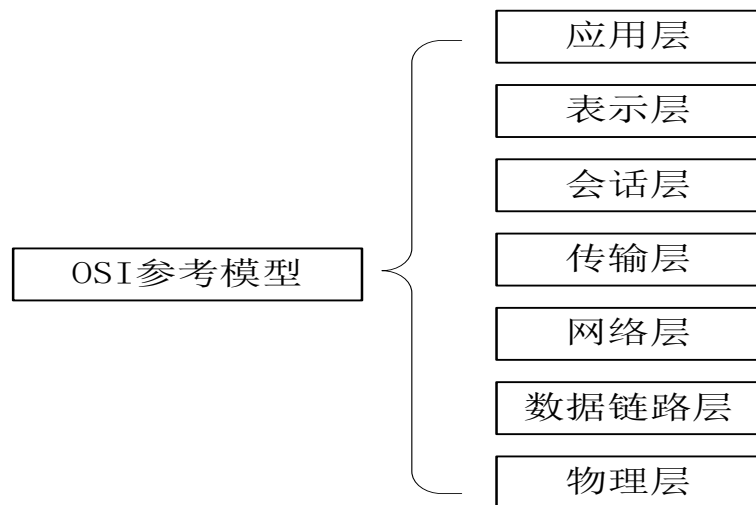 应用层
表示层
会话层
OSI参考模型
传输层
网络层
数据链路层
物理层